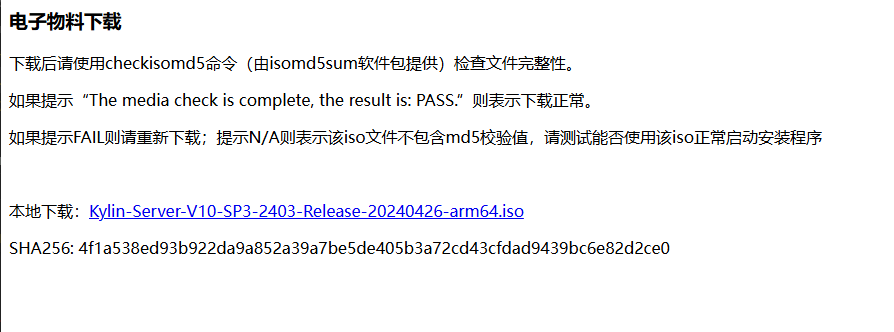 电子物料下载
下载后请使用checkisomd5命令（由isomd5sum软件包提供）检查文件完整性。
如果提示“The media check is complete, the result is: PASS.”则表示下载正常。
如果提示FAIL则请重新下载；提示N/A则表示该iso文件不包含md5校验值，请测试能否使用该iso正常启动安装程序
本地下载：Kylin-Server-V10-SP3-2403-Release-20240426-arm64.iso
SHA256: 4f1a538ed93b922da9a852a39a7be5de405b3a72cd43cfdad9439bc6e82d2ce0